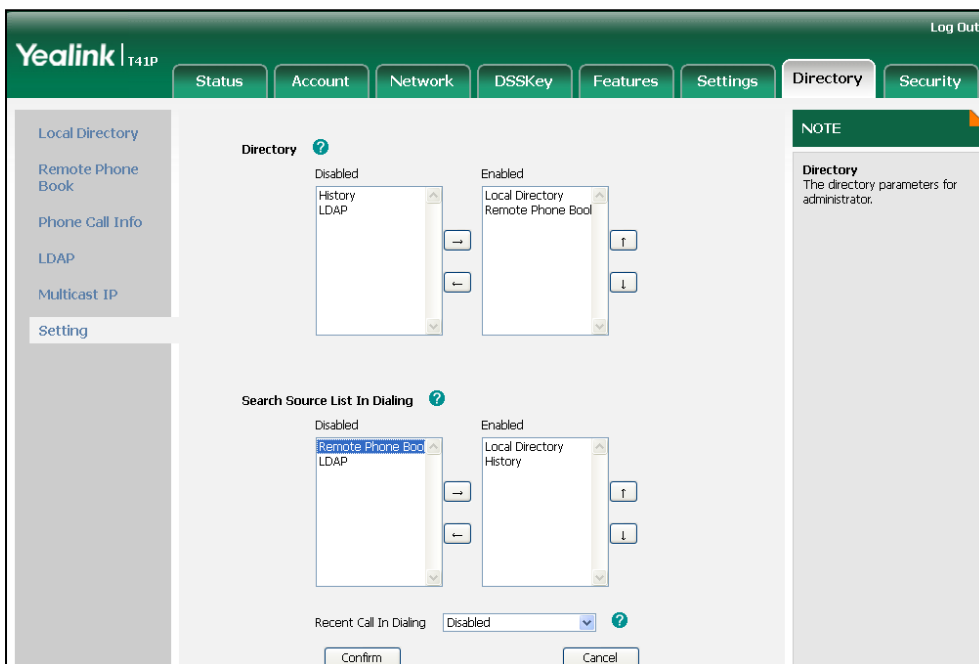 Log Out
Yealink | T41P
Status Account Network DSSKey Features Settings Directory Security
Local Directory
Remote Phone
Book
Phone Call Info
LDAP
Multicast IP
Setting
Directory ?
Disabled Enabled
History
LDAP
Local Directory
Remote Phone Bool
→
←
↑
↓
Search Source List In Dialing ?
Disabled Enabled
Remote Phone Boo
LDAP
Local Directory
History
→
←
↑
↓
Recent Call In Dialing Disabled ?
Confirm Cancel
NOTE
Directory
The directory parameters for
administrator.